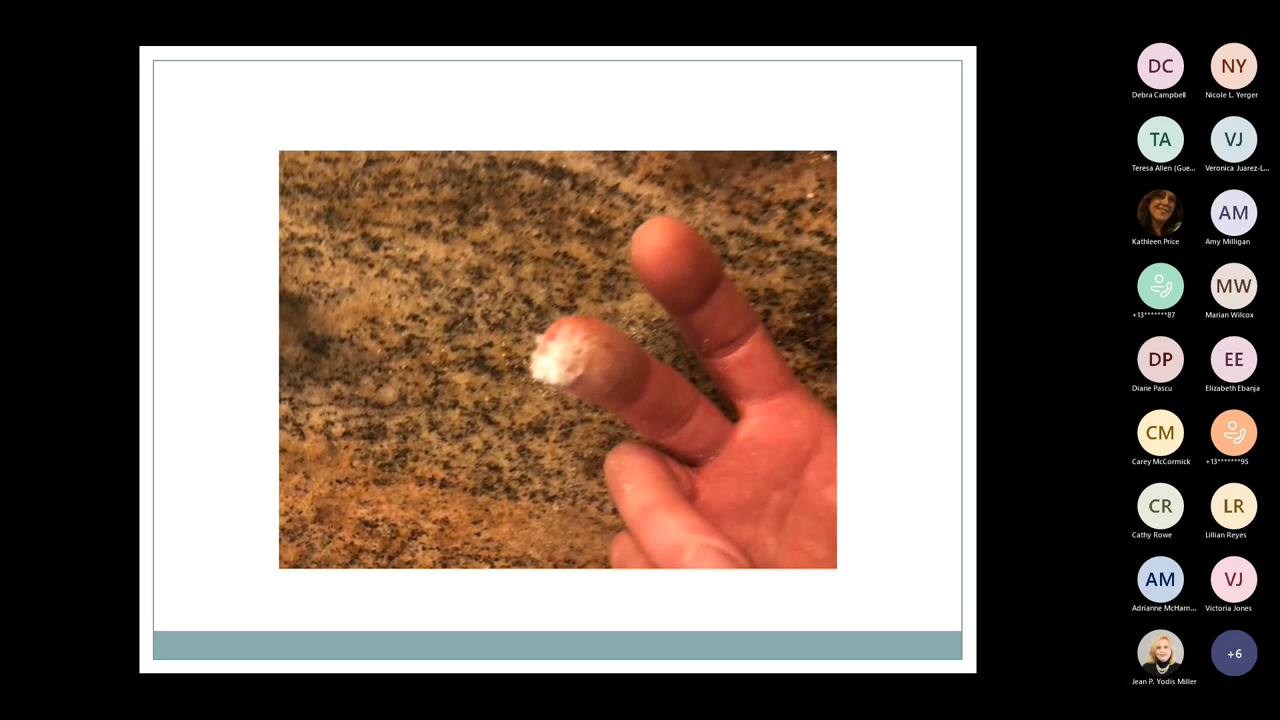 DC
NY
Debra Campbell
Nicole L. Yerger
TA
VJ
Teresa Allen (Gue...
Veronica Juarez-L...
AM
Kathleen Price
Amy Milligan
MW
+13*******87
Marian Wilcox
DP
EE
Diane Pascu
Elizabeth Ebanja
CM
Carey McCormick
+13*******95
CR
LR
Cathy Rowe
Lillian Reyes
AM
VJ
Adrianne McHarn...
Victoria Jones
+6
Jean P. Yodis Miller